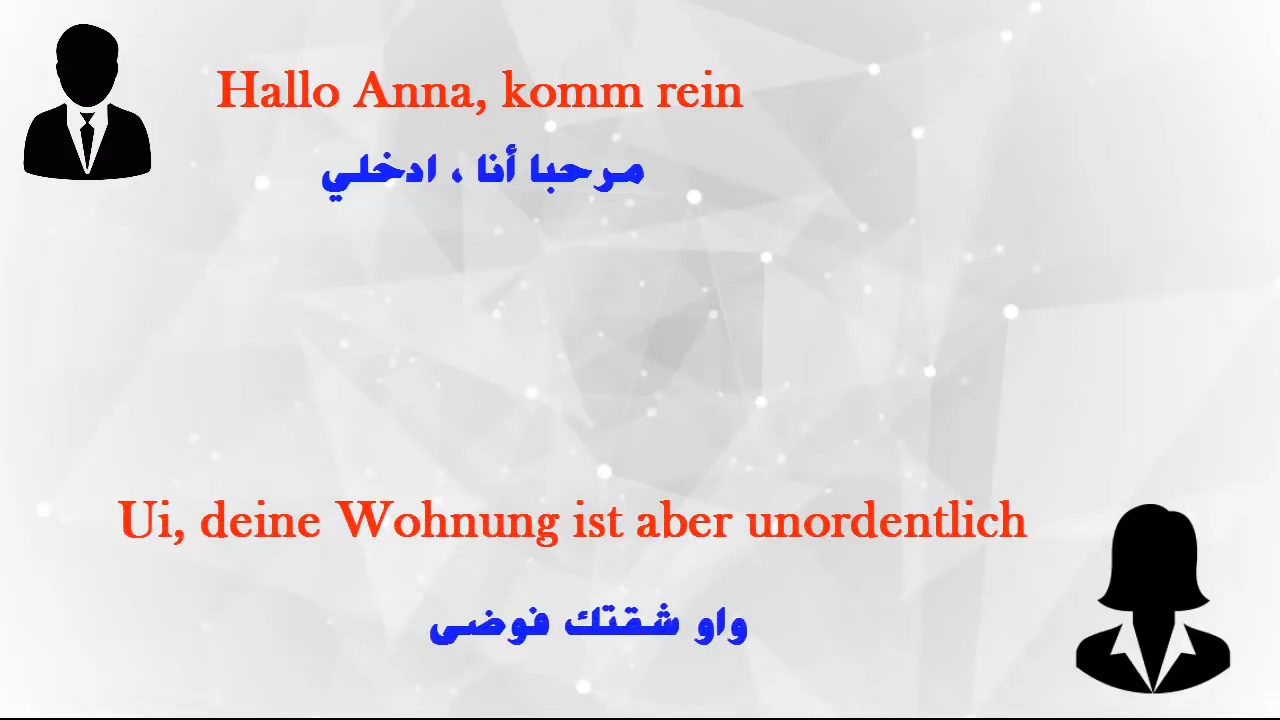 Hallo Anna, komm rein
مرحبا أنا ، ادخلي
Ui, deine Wohnung ist aber unordentlich
واو شقتك فوضى